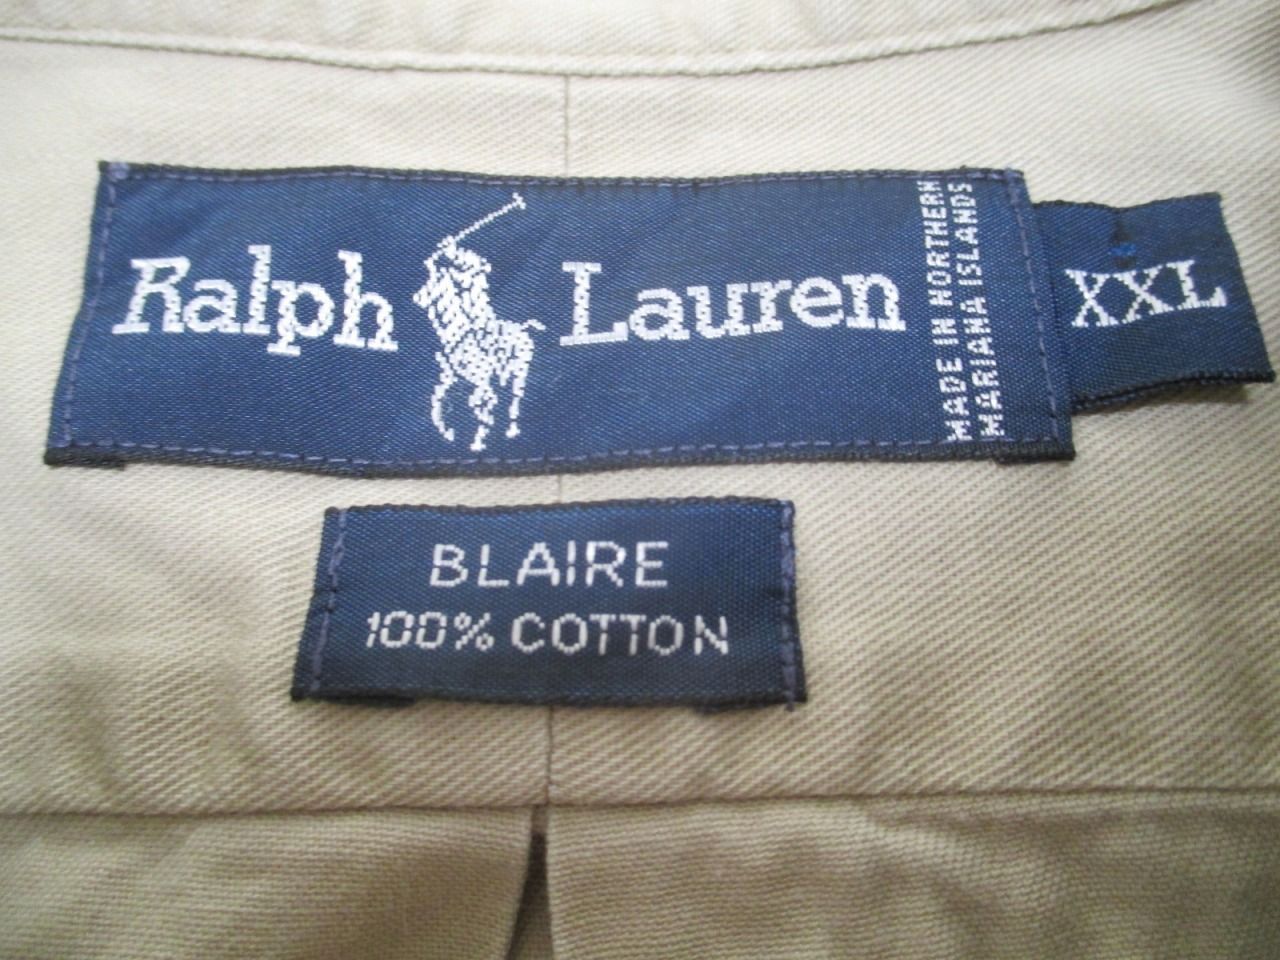 Ralph Lauren
MADE IN NORTHERN
MARIANA ISLANDS
XXL
BLAIRE
100% COTTON